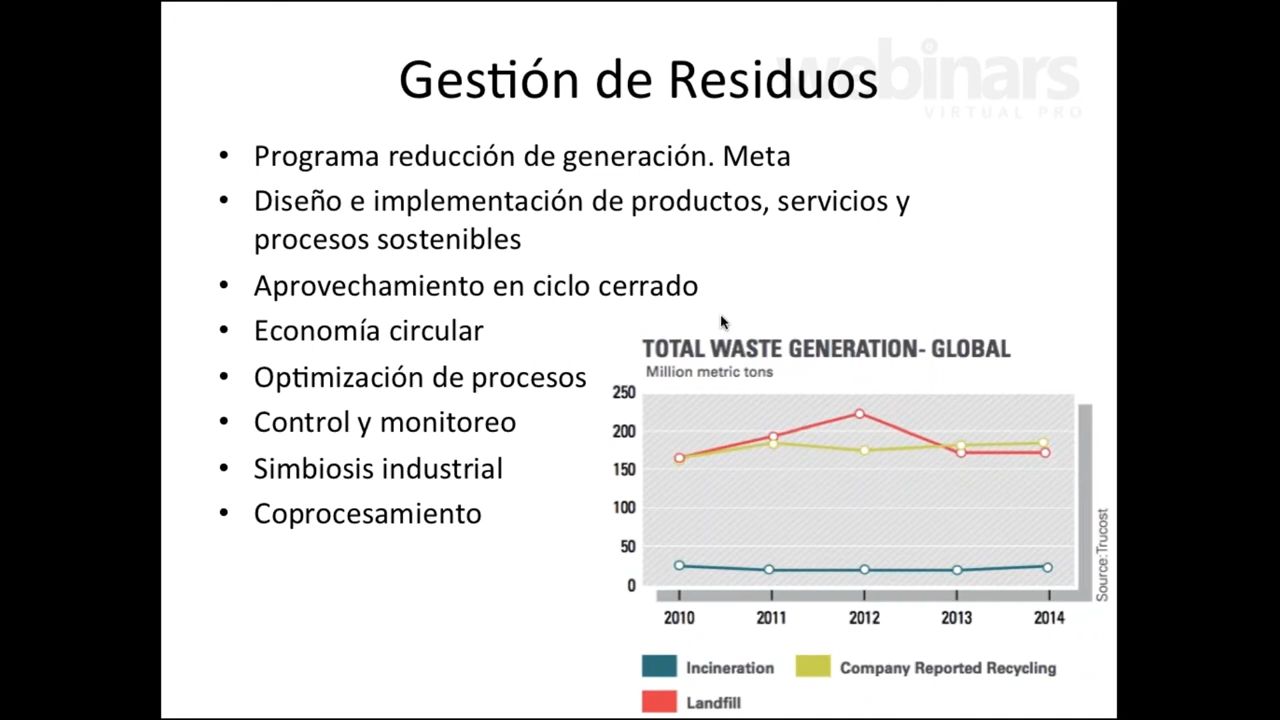 webinars
VIRTUAL PRO
Gestión de Residuos
• Programa reducción de generación. Meta
• Diseño e implementación de productos, servicios y
procesos sostenibles
• Aprovechamiento en ciclo cerrado
• Economía circular
• Optimización de procesos
• Control y monitoreo
• Simbiosis industrial
• Coprocesamiento
TOTAL WASTE GENERATION- GLOBAL
Million metric tons
250
200
150
100
50
0
2010 2011 2012 2013 2014
Source:Trucost
Incineration Company Reported Recycling
Landfill